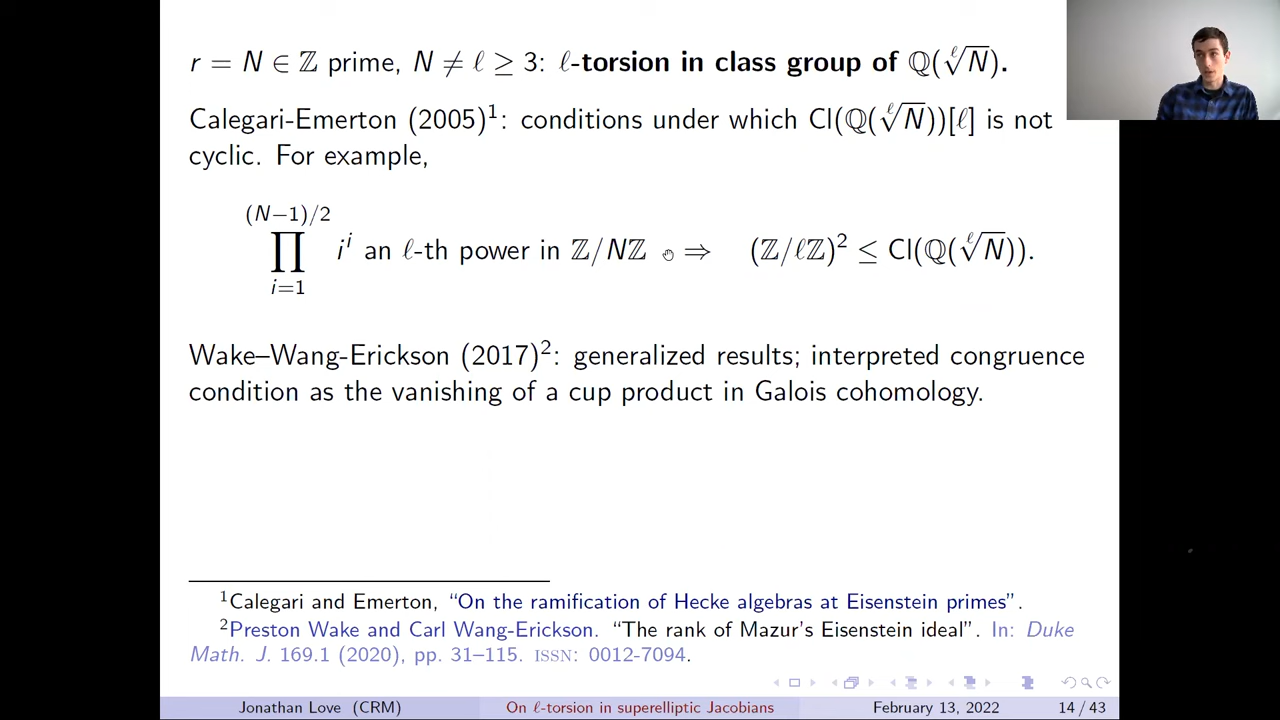 r = N ∈ ℤ prime, N ≠ ℓ ≥ 3: ℓ-torsion in class group of ℚ(ℓ√N).
Calegari-Emerton (2005)¹: conditions under which Cl(ℚ(ℓ√N))[ℓ] is not
cyclic. For example,
(N−1)/2
∏ iⁱ an ℓ-th power in ℤ/Nℤ ⇒ (ℤ/ℓℤ)² ≤ Cl(ℚ(ℓ√N)).
i=1
Wake–Wang-Erickson (2017)²: generalized results; interpreted congruence
condition as the vanishing of a cup product in Galois cohomology.
¹Calegari and Emerton, “On the ramification of Hecke algebras at Eisenstein primes”.
²Preston Wake and Carl Wang-Erickson. “The rank of Mazur’s Eisenstein ideal”. In: Duke
Math. J. 169.1 (2020), pp. 31–115. ISSN: 0012-7094.
Jonathan Love (CRM) On ℓ-torsion in superelliptic Jacobians February 13, 2022 14 / 43